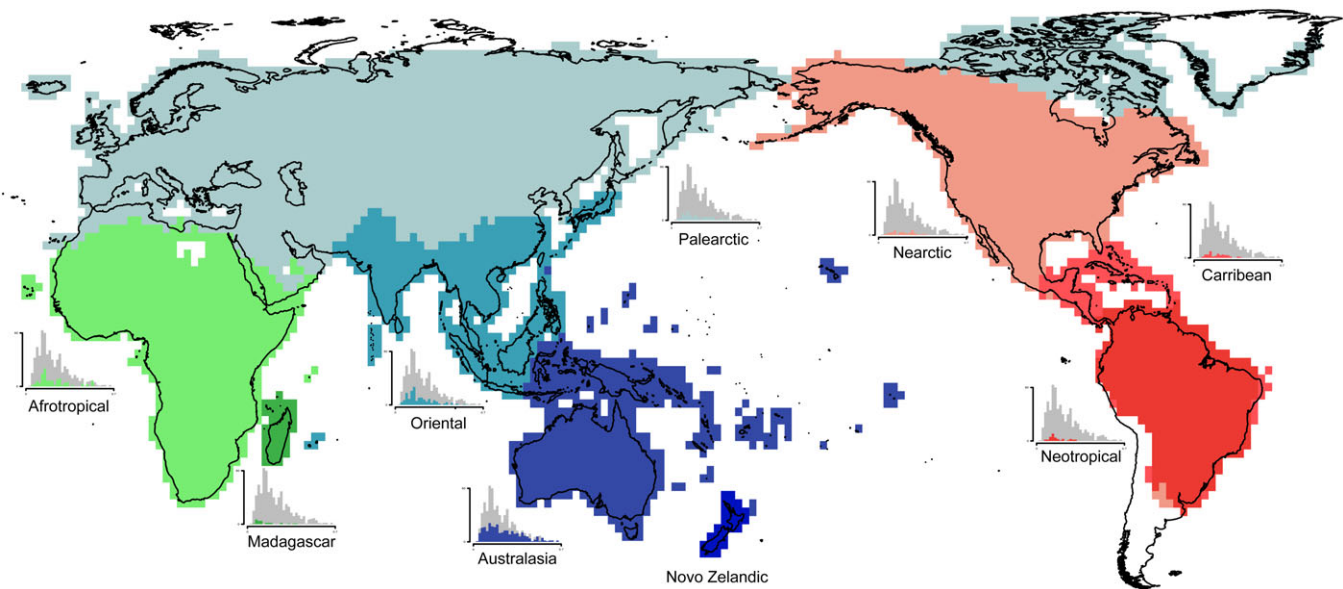 Palearctic
Nearctic
Carribean
Afrotropical
Oriental
Neotropical
Madagascar
Australasia
Novo Zelandic